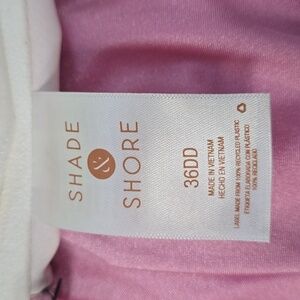 SHADE
&
SHORE
36DD
MADE IN VIETNAM
HECHO EN VIETNAM
LABEL MADE FROM 100% RECYCLED PLASTIC
ETIQUETA ELABORADA CON PLÁSTICO
100% RECICLADO